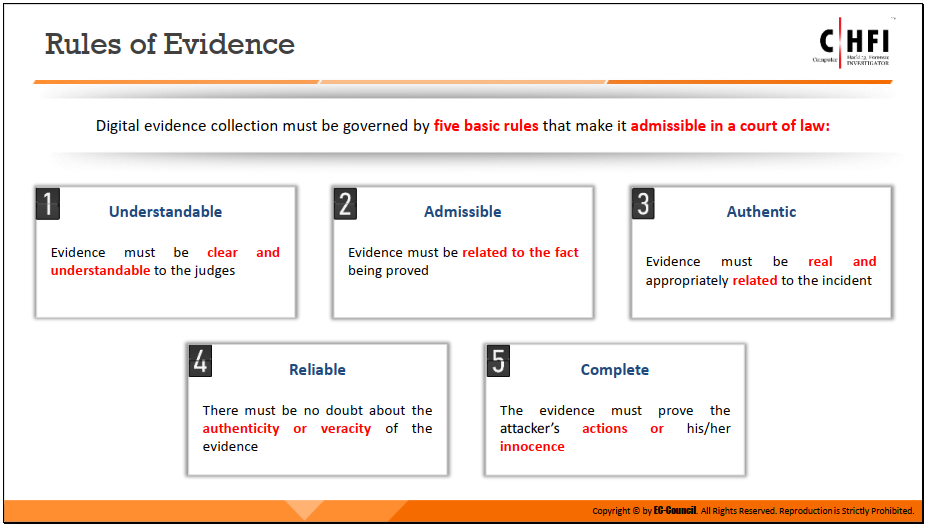 Rules of Evidence
C HFI
Computer Hacking Forensic
INVESTIGATOR
Digital evidence collection must be governed by five basic rules that make it admissible in a court of law:
1
Understandable
Evidence must be clear and
understandable to the judges
2
Admissible
Evidence must be related to the fact
being proved
3
Authentic
Evidence must be real and
appropriately related to the incident
4
Reliable
There must be no doubt about the
authenticity or veracity of the
evidence
5
Complete
The evidence must prove the
attacker’s actions or his/her
innocence
Copyright © by EC-Council. All Rights Reserved. Reproduction is Strictly Prohibited.